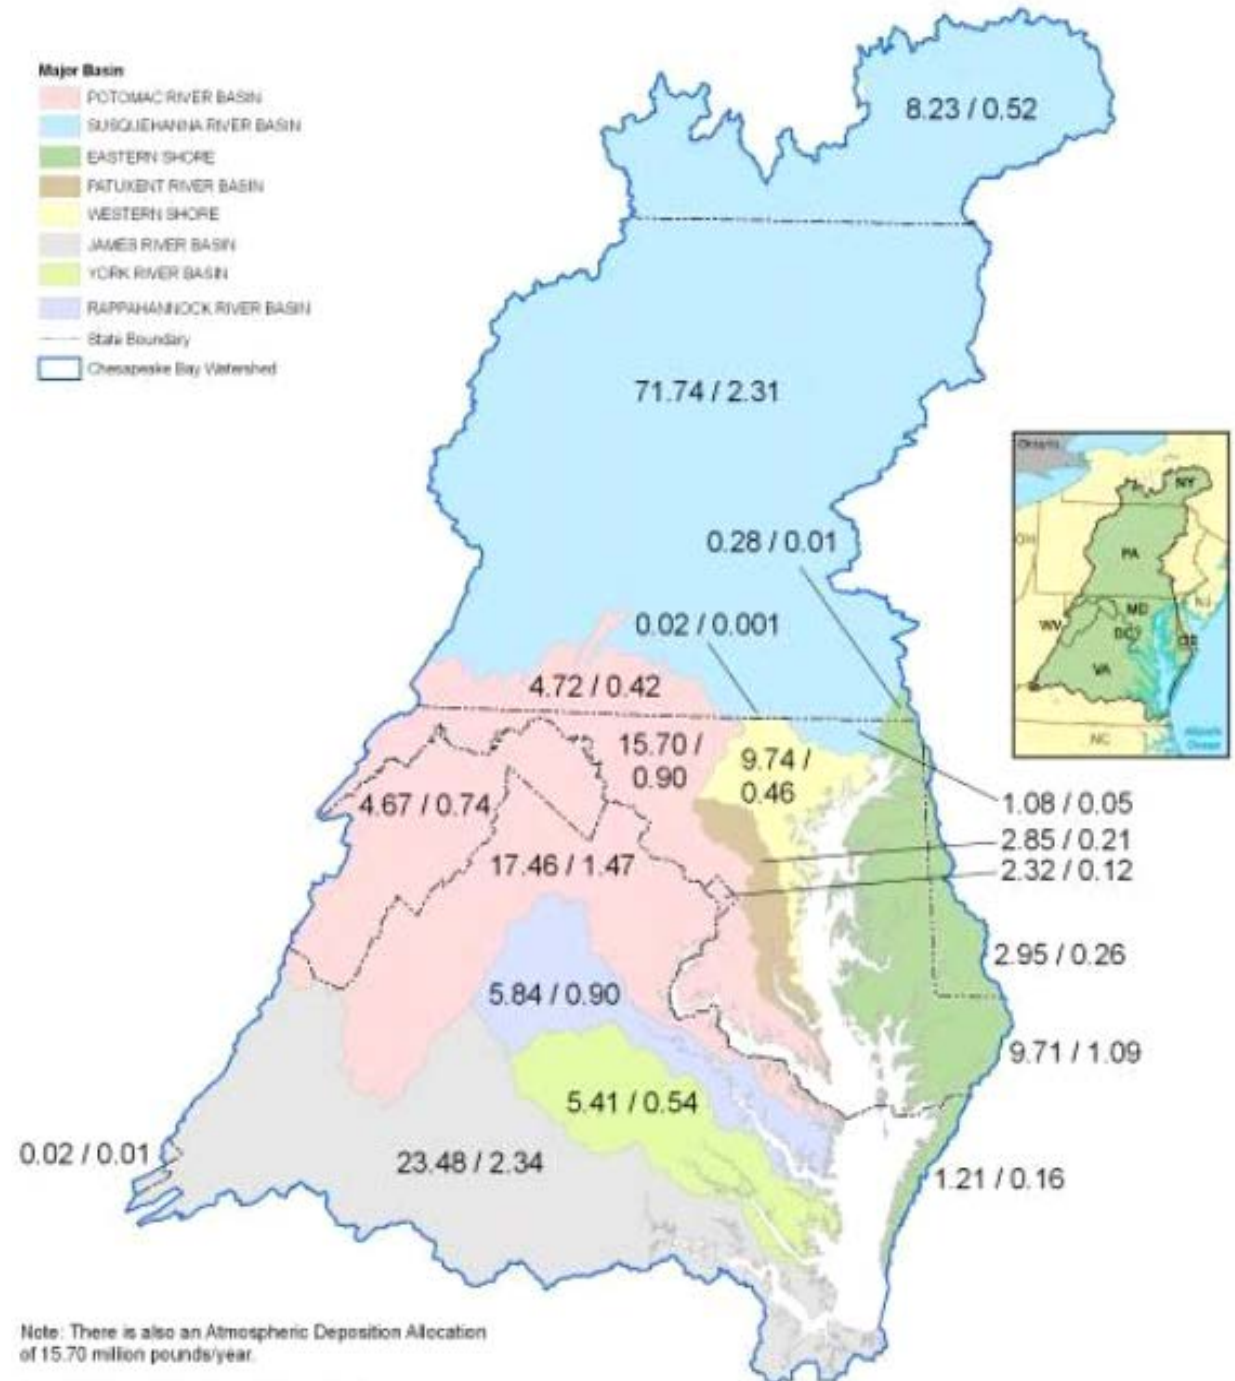 Major Basin
POTOMAC RIVER BASIN
SUSQUEHANNA RIVER BASIN
EASTERN SHORE
PATUXENT RIVER BASIN
WESTERN SHORE
JAMES RIVER BASIN
YORK RIVER BASIN
RAPPAHANNOCK RIVER BASIN
State Boundary
Chesapeake Bay Watershed
8.23 / 0.52
71.74 / 2.31
0.28 / 0.01
0.02 / 0.001
4.72 / 0.42
15.70 /
0.90
9.74 /
0.46
4.67 / 0.74
1.08 / 0.05
2.85 / 0.21
2.32 / 0.12
17.46 / 1.47
2.95 / 0.26
5.84 / 0.90
9.71 / 1.09
5.41 / 0.54
0.02 / 0.01
23.48 / 2.34
1.21 / 0.16
Ontario
NY
OH
PA
NJ
MD
WV
DC
DE
VA
NC
Atlantic
Ocean
Note: There is also an Atmospheric Deposition Allocation
of 15.70 million pounds/year.